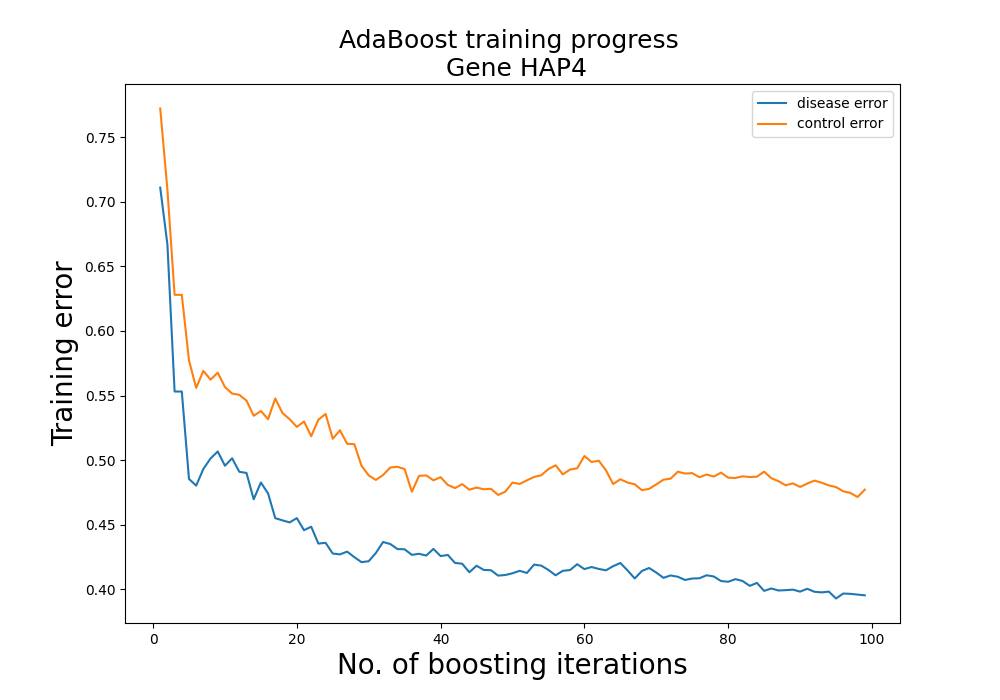 AdaBoost training progress
Gene HAP4
disease error
control error
Training error
0.75
0.70
0.65
0.60
0.55
0.50
0.45
0.40
0 20 40 60 80 100
No. of boosting iterations